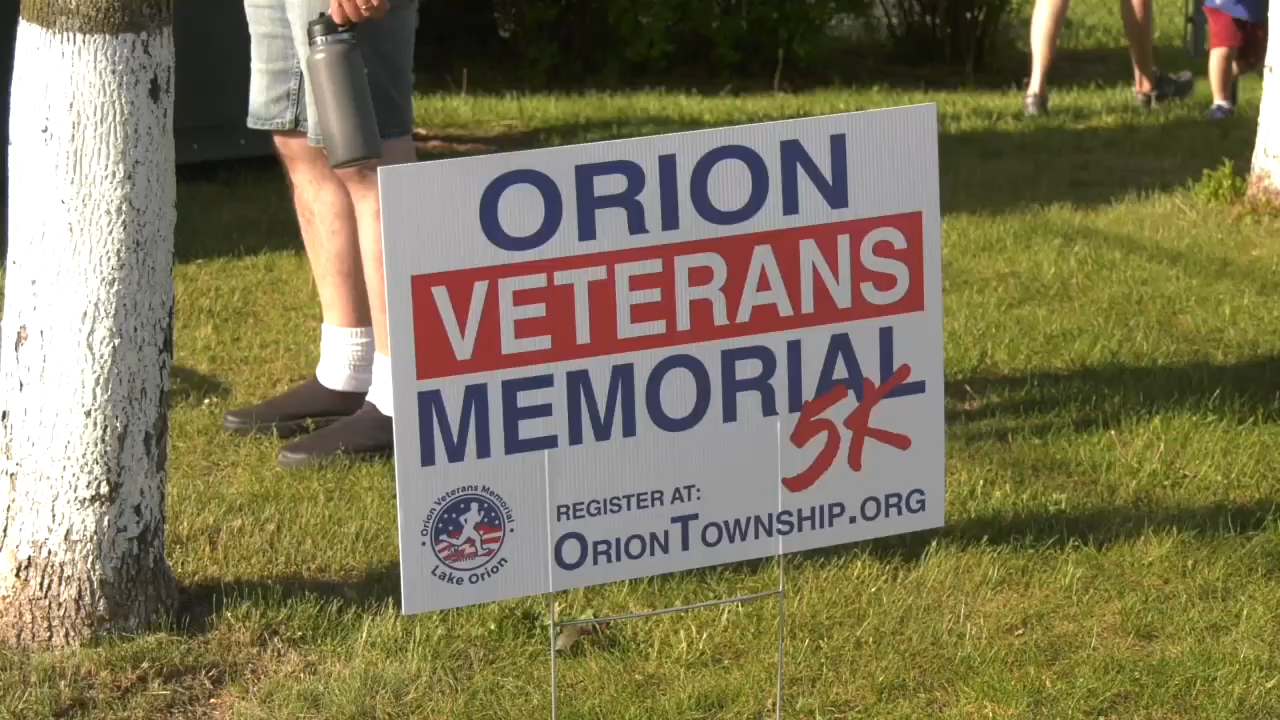 ORION
VETERANS
MEMORIAL
5K
REGISTER AT:
ORIONTOWNSHIP.ORG
Orion Veterans Memorial
Lake Orion